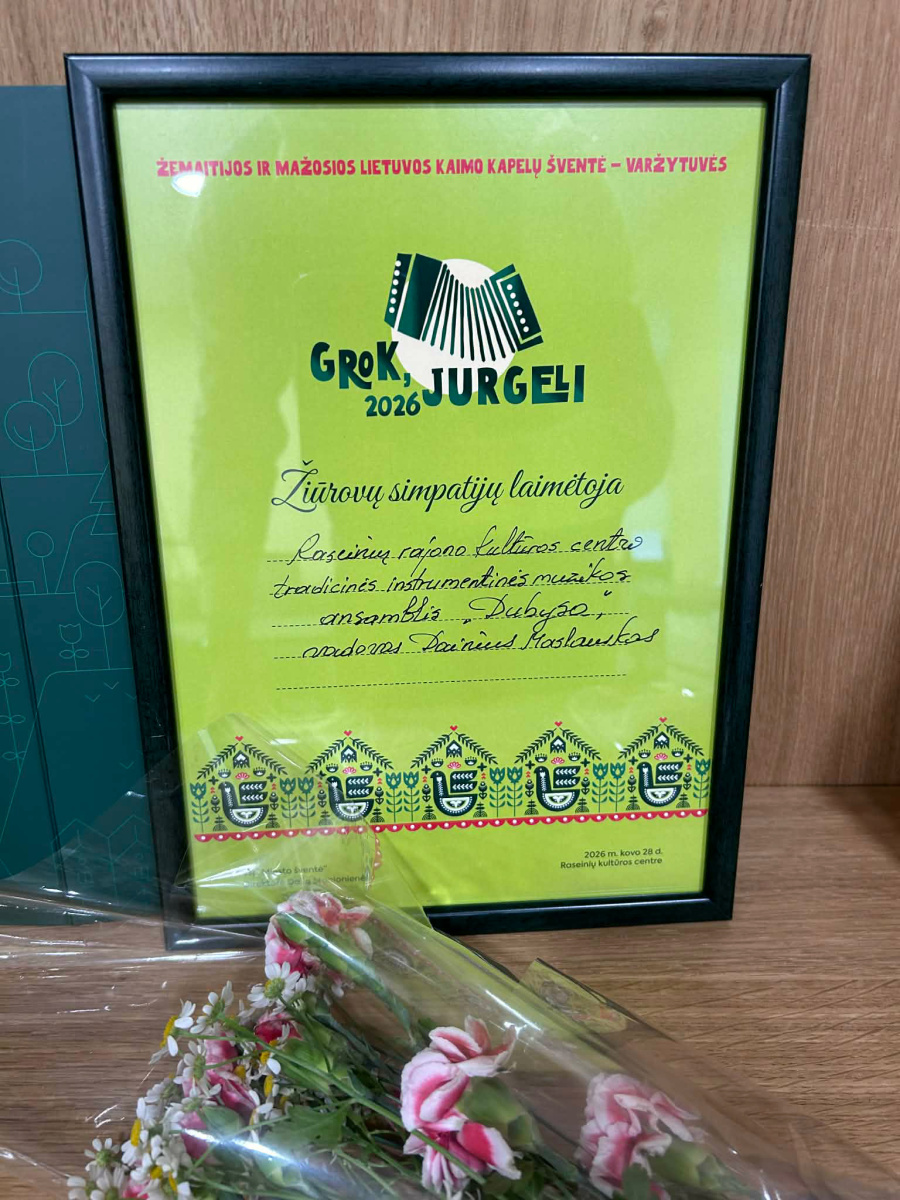 ŽEMAITIJOS IR MAŽOSIOS LIETUVOS KAIMO KAPELŲ ŠVENTĖ – VARŽYTUVĖS
GROK,
JURGELI
2026
Žiūrovų simpatijų laimėtoja
Raseinių rajono kultūros centro
tradicinės instrumentinės muzikos
ansamblis „Dubysa“,
vadovas Dainius Maslauskas
2026 m. kovo 28 d.
Raseinių kultūros centre
šventė"